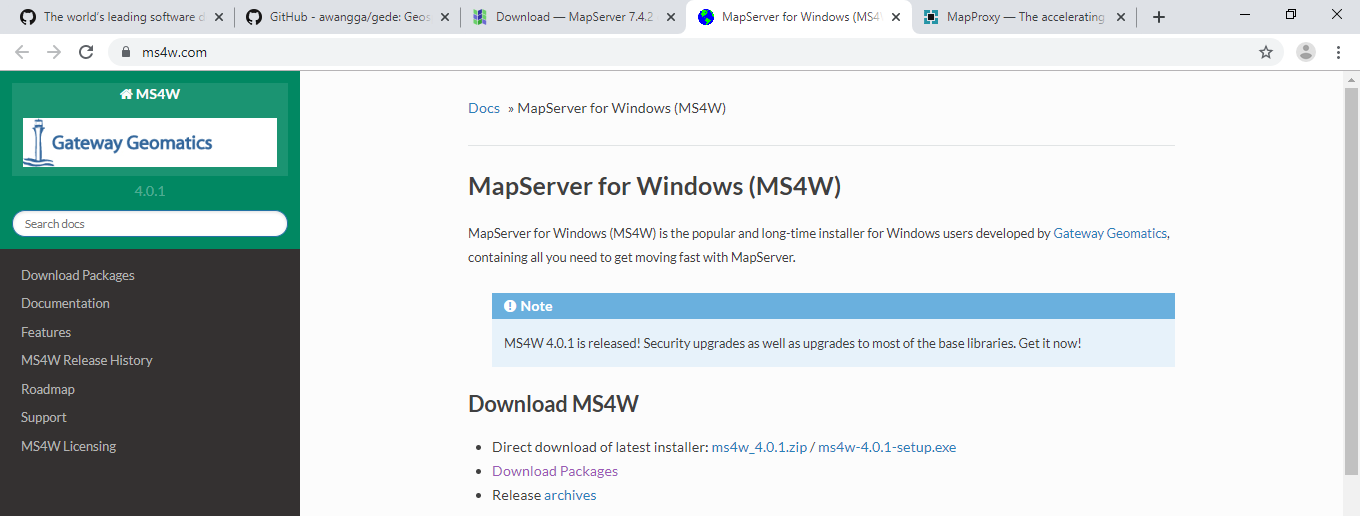 The world's leading software d
GitHub - awangga/gede: Geos
Download — MapServer 7.4.2
MapServer for Windows (MS4W
MapProxy — The accelerating
ms4w.com
MS4W
Gateway Geomatics
4.0.1
Search docs
Download Packages
Documentation
Features
MS4W Release History
Roadmap
Support
MS4W Licensing
Docs » MapServer for Windows (MS4W)
MapServer for Windows (MS4W)
MapServer for Windows (MS4W) is the popular and long-time installer for Windows users developed by Gateway Geomatics,
containing all you need to get moving fast with MapServer.
Note
MS4W 4.0.1 is released! Security upgrades as well as upgrades to most of the base libraries. Get it now!
Download MS4W
• Direct download of latest installer: ms4w_4.0.1.zip / ms4w-4.0.1-setup.exe
• Download Packages
• Release archives